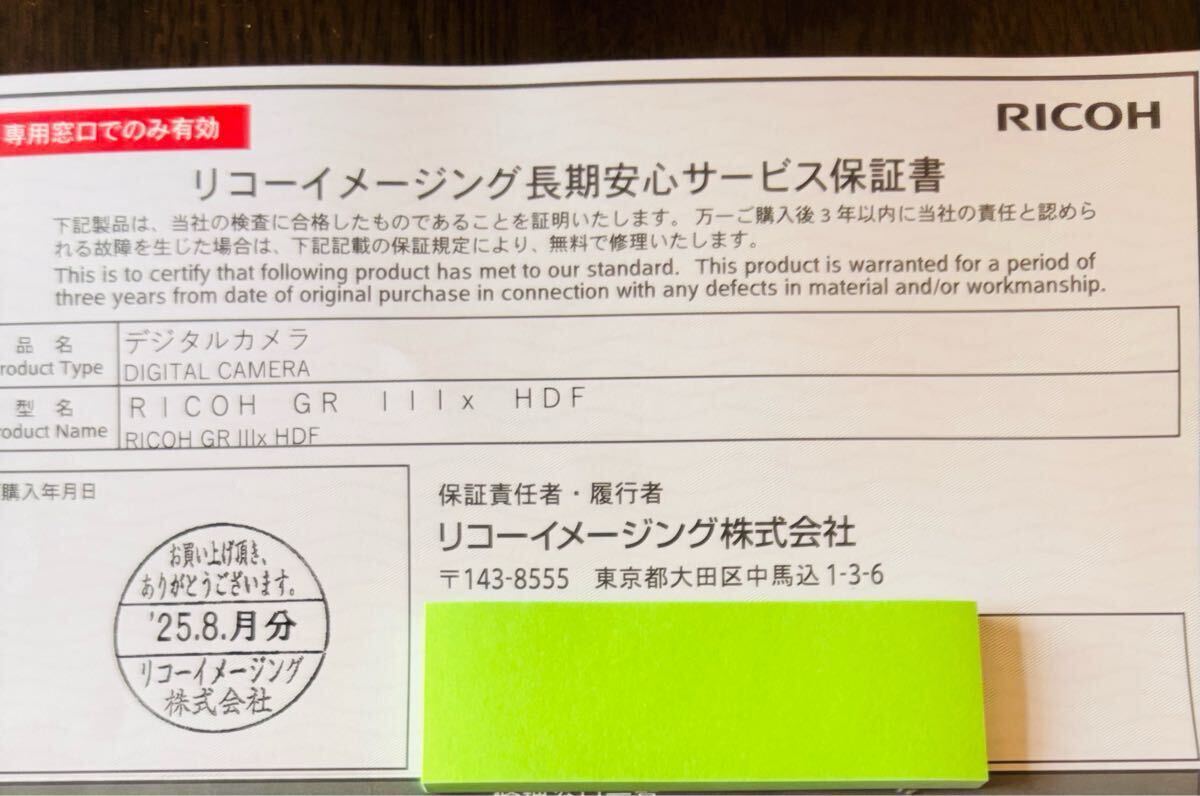 専用窓口でのみ有効
RICOH
リコーイメージング長期安心サービス保証書
下記製品は、当社の検査に合格したものであることを証明いたします。万一ご購入後3年以内に当社の責任と認めら
れる故障を生じた場合は、下記記載の保証規定により、無料で修理いたします。
This is to certify that following product has met to our standard. This product is warranted for a period of
three years from date of original purchase in connection with any defects in material and/or workmanship.
品 名
roduct Type
デジタルカメラ
DIGITAL CAMERA
型 名
roduct Name
RICOH GR IIIx HDF
RICOH GR IIIx HDF
購入年月日
お買い上げ頂き、
ありがとうございます。
'25.8.月分
リコーイメージング
株式会社
保証責任者・履行者
リコーイメージング株式会社
〒143-8555 東京都大田区中馬込1-3-6